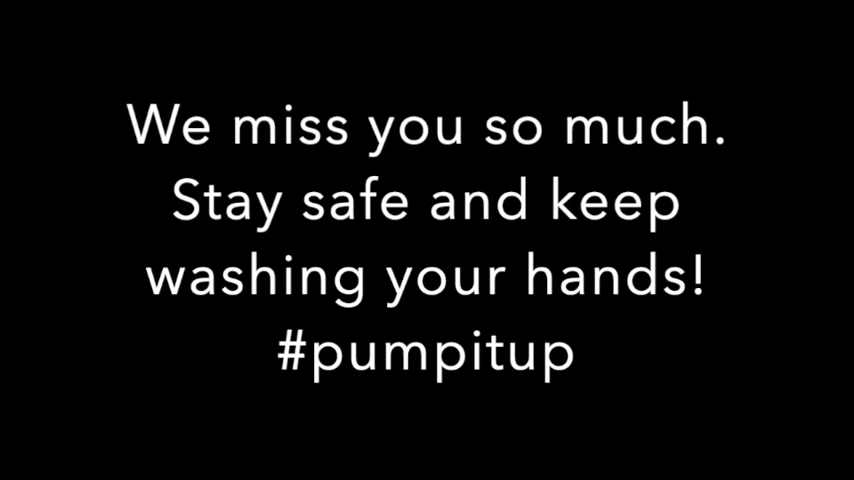 We miss you so much.
Stay safe and keep
washing your hands!
#pumpitup